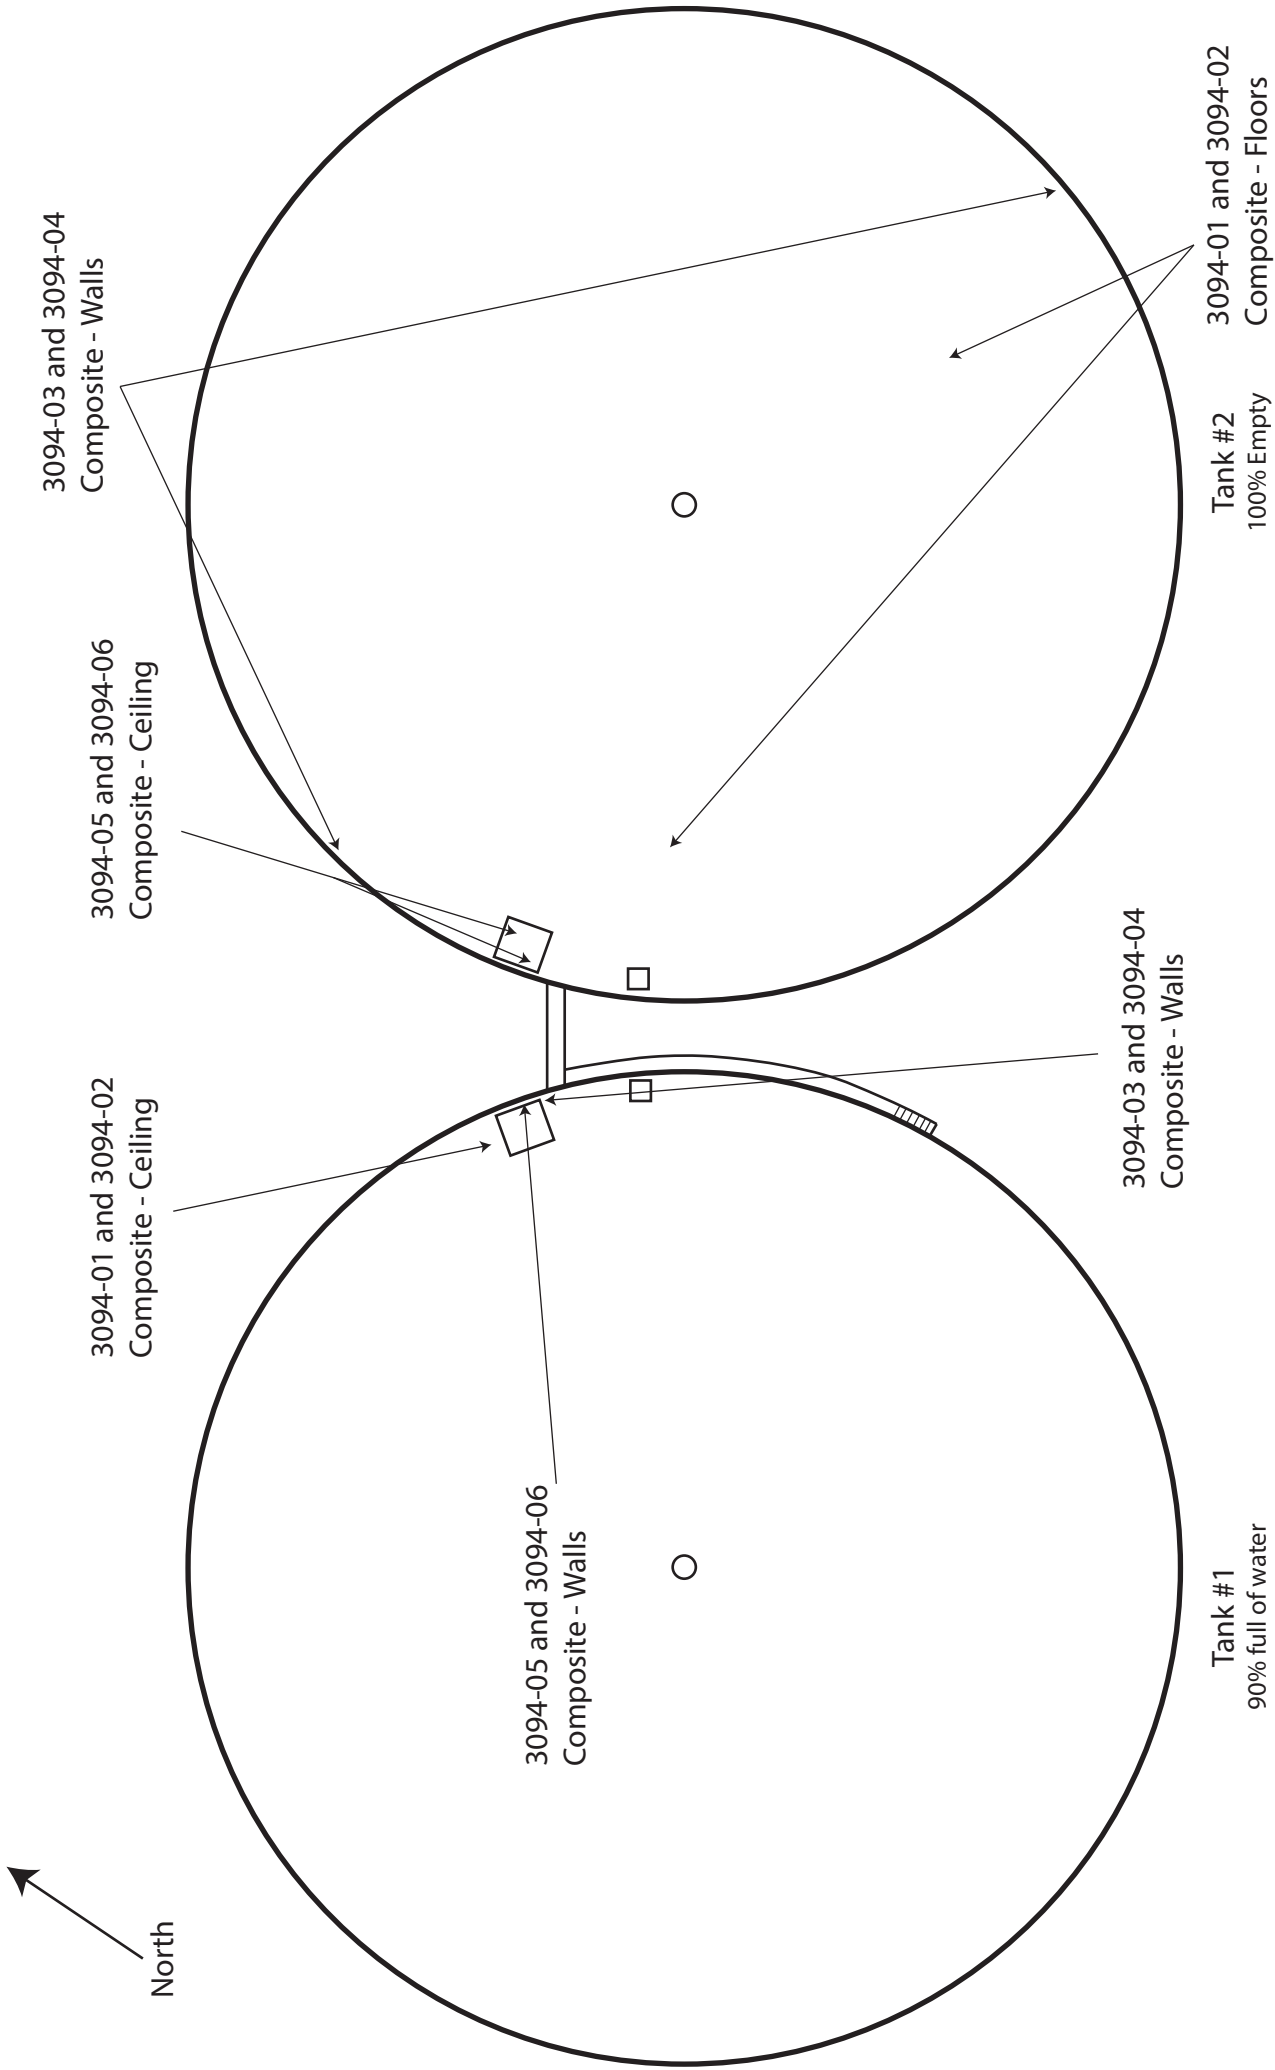 North
3094-01 and 3094-02
Composite - Ceiling
3094-05 and 3094-06
Composite - Ceiling
3094-03 and 3094-04
Composite - Walls
3094-05 and 3094-06
Composite - Walls
3094-03 and 3094-04
Composite - Walls
Tank #1
90% full of water
Tank #2
100% Empty
3094-01 and 3094-02
Composite - Floors